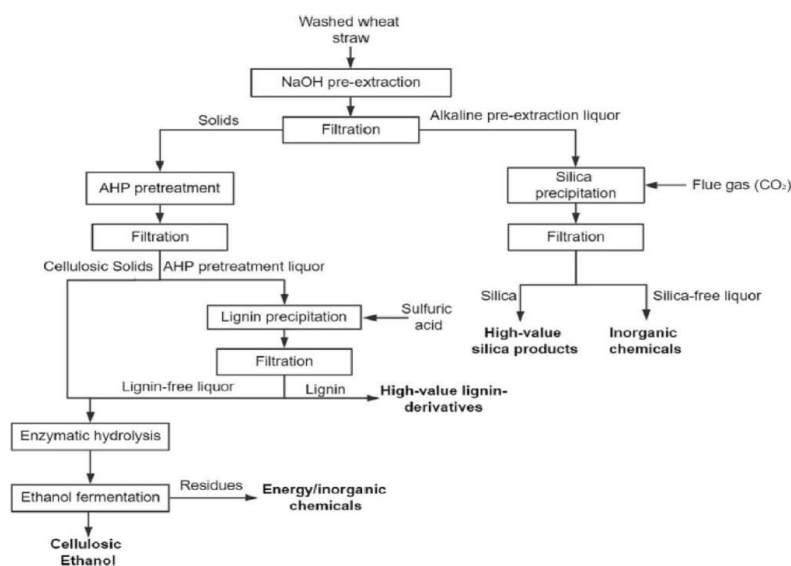 Washed wheat
straw
NaOH pre-extraction
Solids
Filtration
Alkaline pre-extraction liquor
AHP pretreatment
Silica
precipitation
Flue gas (CO₂)
Filtration
Filtration
Cellulosic Solids
AHP pretreatment liquor
Lignin precipitation
Sulfuric
acid
Silica
Silica-free liquor
High-value
silica products
Inorganic
chemicals
Filtration
Lignin-free liquor
Lignin
High-value lignin-
derivatives
Enzymatic hydrolysis
Ethanol fermentation
Residues
Energy/inorganic
chemicals
Cellulosic
Ethanol